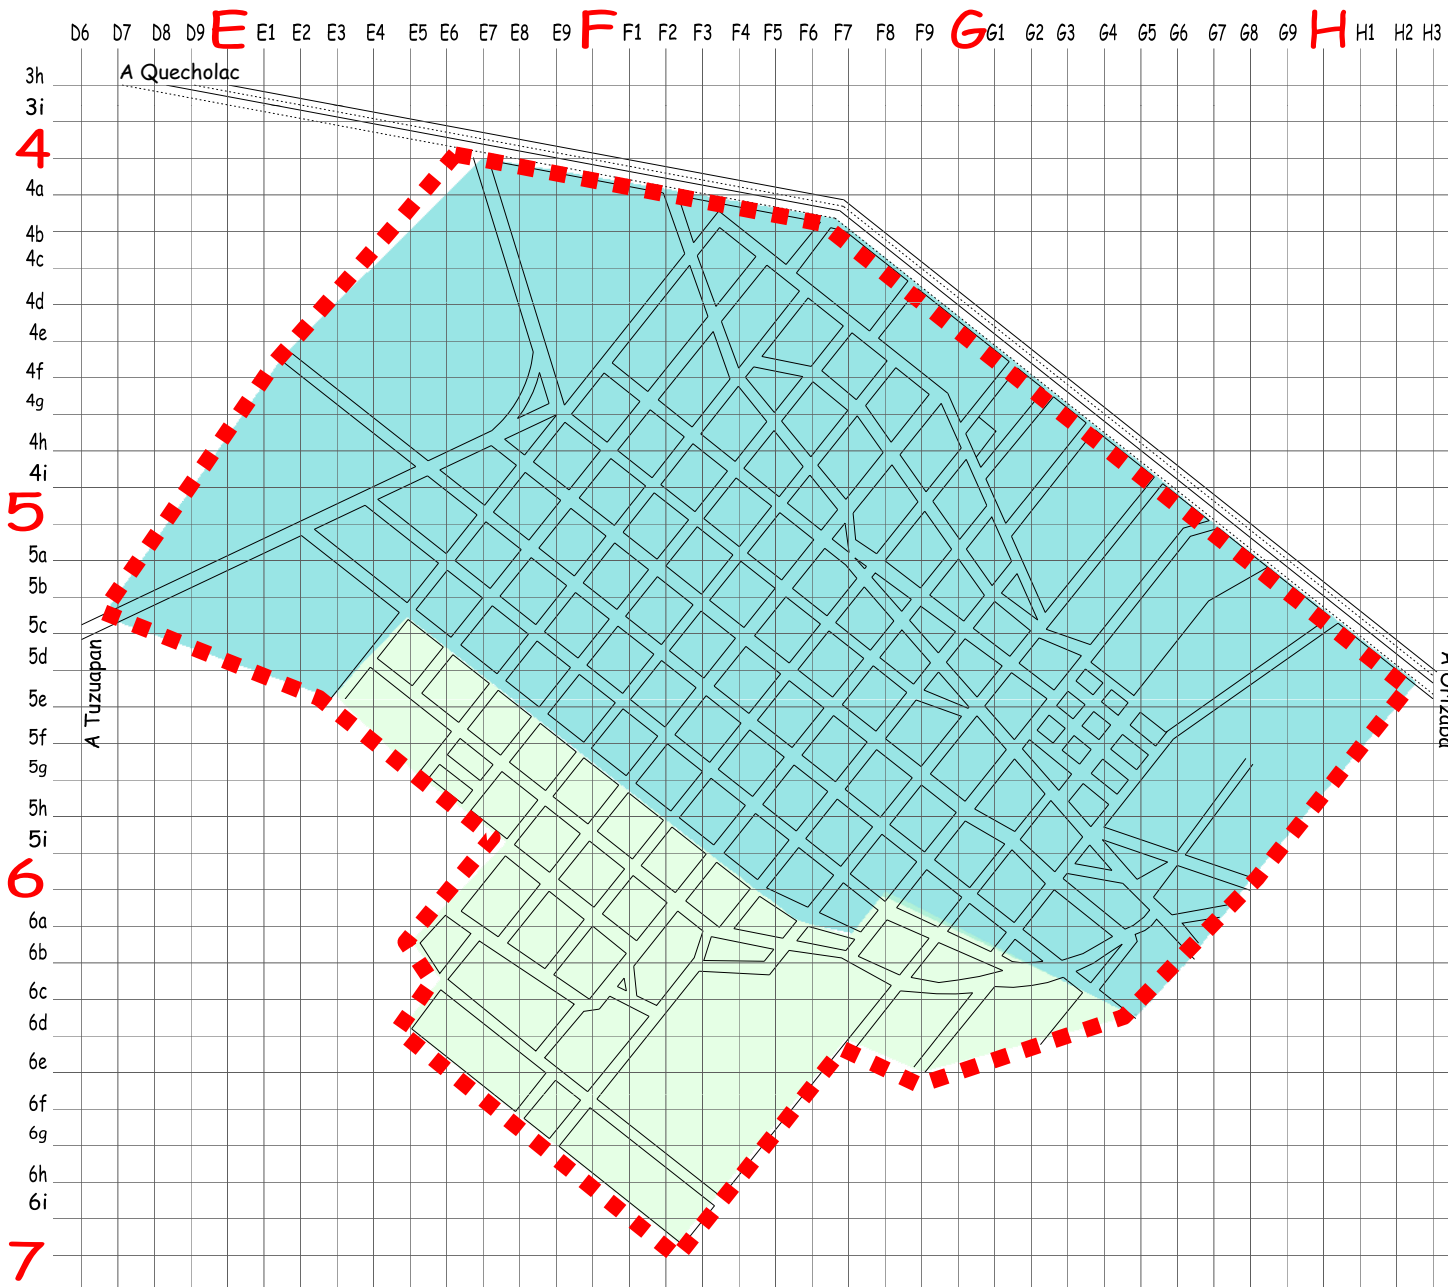 D6 D7 D8 D9 E E1 E2 E3 E4 E5 E6 E7 E8 E9 F F1 F2 F3 F4 F5 F6 F7 F8 F9 G G1 G2 G3 G4 G5 G6 G7 G8 G9 H H1 H2 H3
A Quecholac
3h
3i
4
4a
4b
4c
4d
4e
4f
4g
4h
4i
5
5a
5b
5c
5d
5e
5f
5g
5h
5i
6
6a
6b
6c
6d
6e
6f
6g
6h
6i
7
A Tuzuapan
A Orizaba